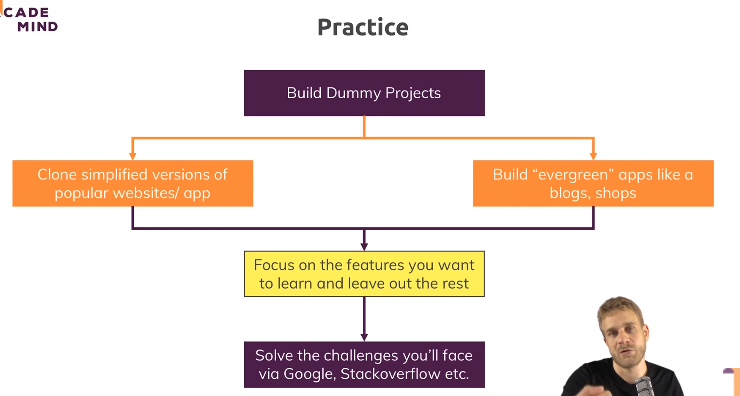 CADE
MIND
Practice
Build Dummy Projects
Clone simplified versions of
popular websites/ app
Build “evergreen” apps like a
blogs, shops
Focus on the features you want
to learn and leave out the rest
Solve the challenges you’ll face
via Google, Stackoverflow etc.